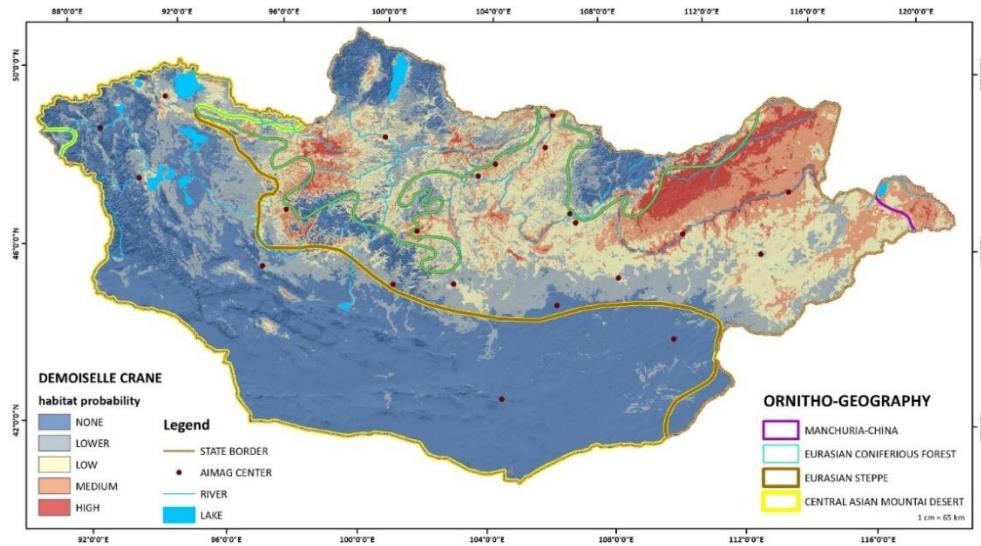 88°0'0"E 92°0'0"E 96°0'0"E 100°0'0"E 104°0'0"E 108°0'0"E 112°0'0"E 116°0'0"E 120°0'0"E
50°0'0"N
46°0'0"N
42°0'0"N
DEMOISELLE CRANE
habitat probability
NONE
LOWER
LOW
MEDIUM
HIGH
Legend
STATE BORDER
AIMAG CENTER
RIVER
LAKE
ORNITHO-GEOGRAPHY
MANCHURIA-CHINA
EURASIAN CONIFERIOUS FOREST
EURASIAN STEPPE
CENTRAL ASIAN MOUNTAI DESERT
1 cm = 65 km
92°0'0"E 96°0'0"E 100°0'0"E 104°0'0"E 108°0'0"E 112°0'0"E 116°0'0"E